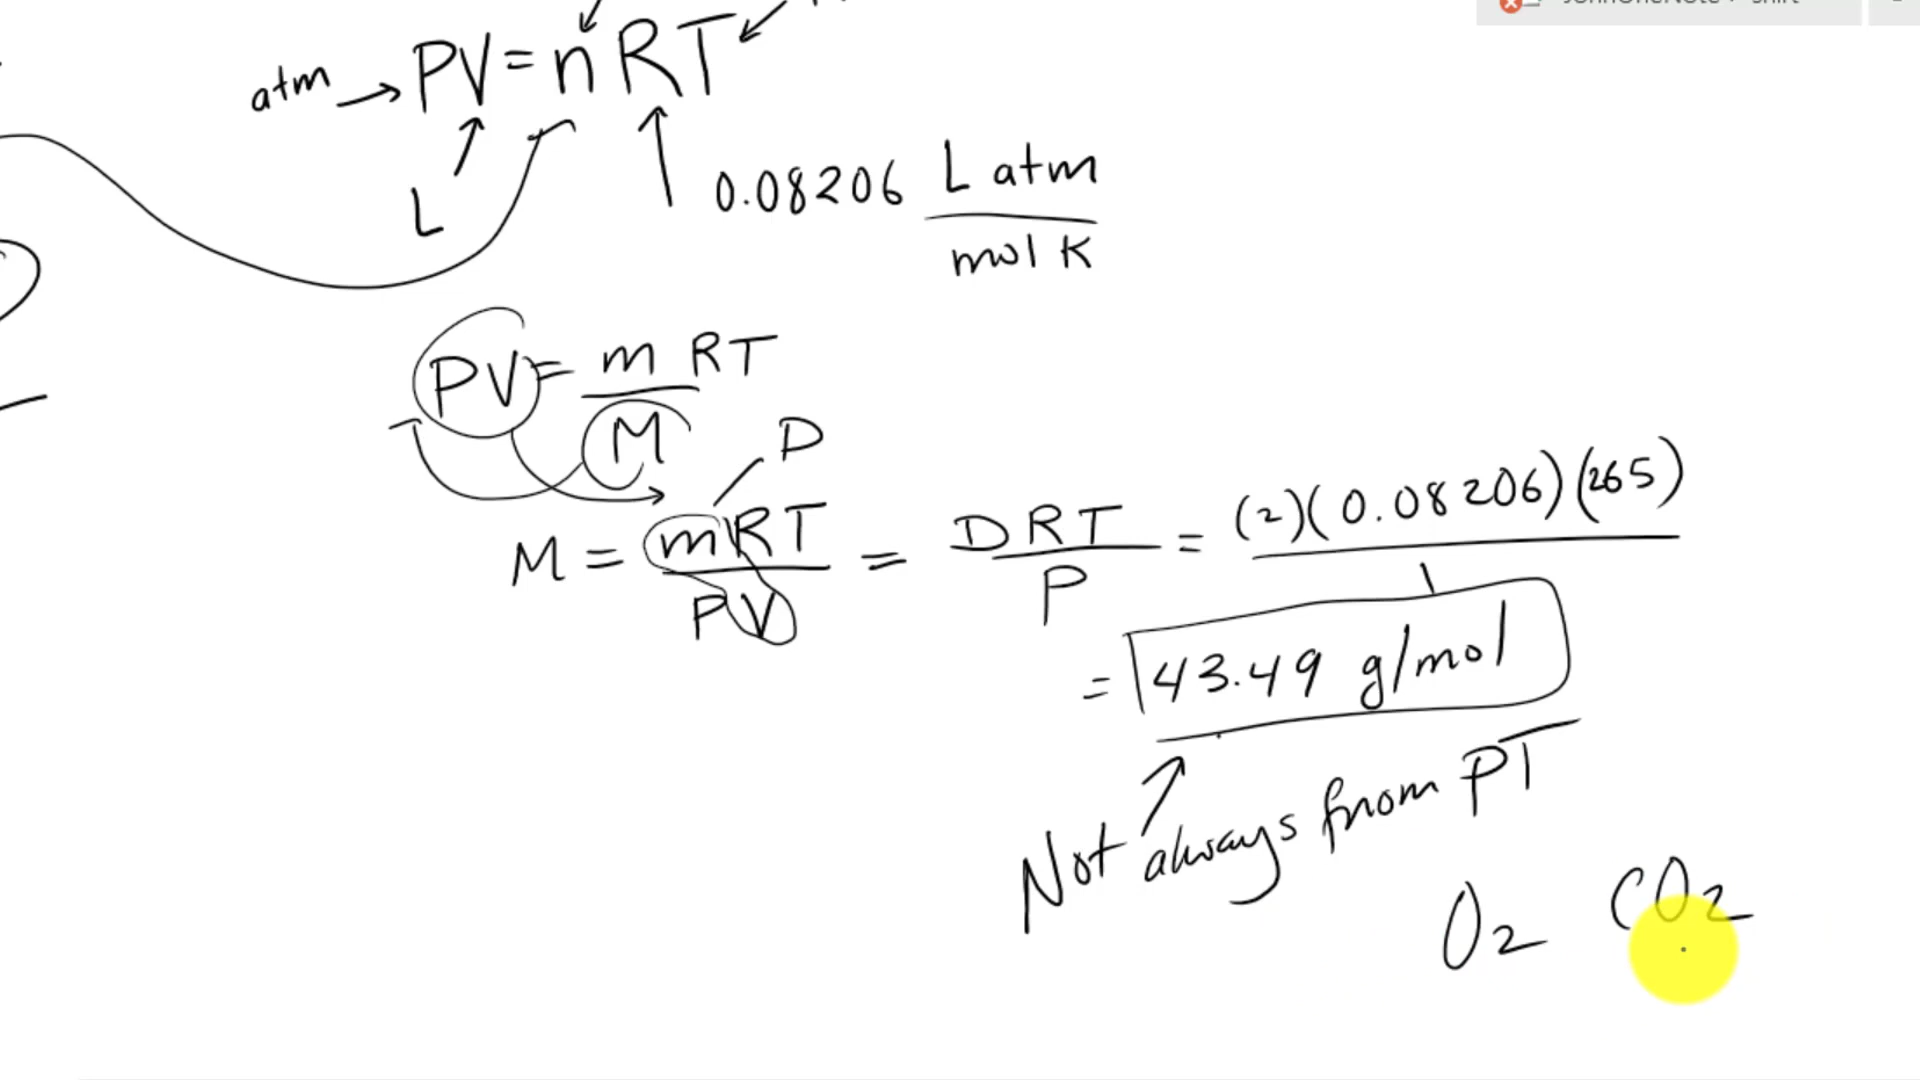 atm → PV = nRT
L
0.08206 L atm / mol K
PV = m RT / M
D
M = mRT / PV = DRT / P = (2)(0.08206)(265) / 1
= 43.49 g/mol
Not always from PT
O2 CO2